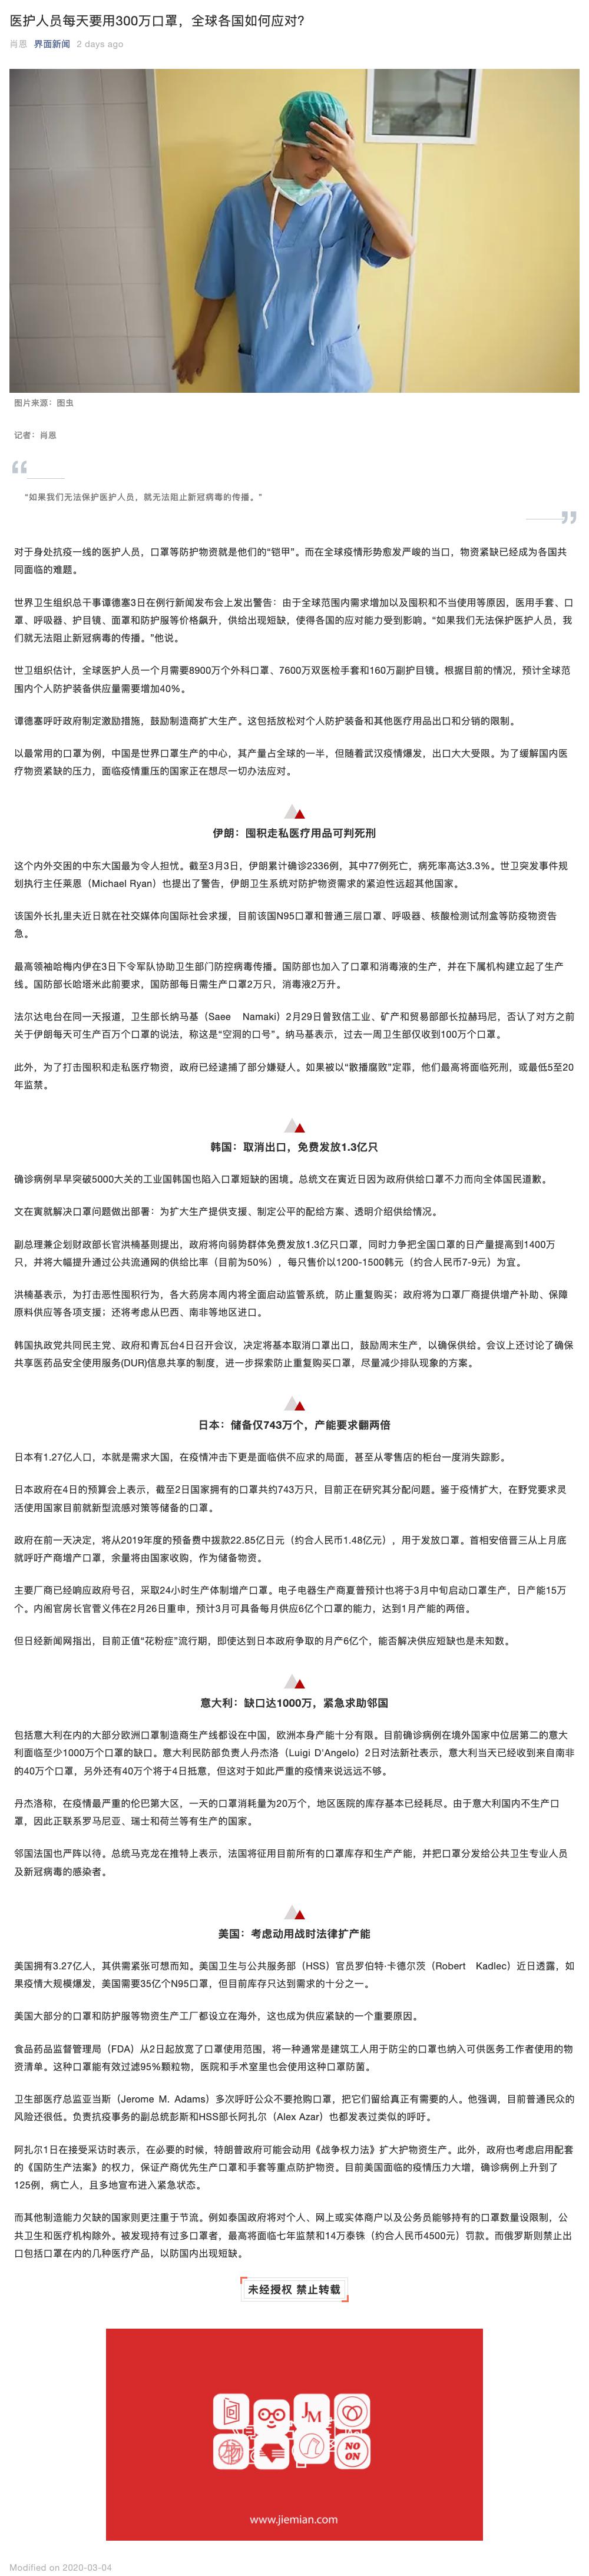 医护人员每天要用300万口罩，全球各国如何应对?
肖恩 界面新闻 2 days ago
图片来源：图虫
记者：肖恩
“如果我们无法保护医护人员，就无法阻止新冠病毒的传播。”
对于身处抗疫一线的医护人员，口罩等防护物资就是他们的“铠甲”。而在全球疫情形势愈发严峻的当口，物资紧缺已经成为各国共
同面临的难题。
世界卫生组织总干事谭德塞3日在例行新闻发布会上发出警告：由于全球范围内需求增加以及囤积和不当使用等原因，医用手套、口
罩、呼吸器、护目镜、面罩和防护服等价格飙升，供给出现短缺，使得各国的应对能力受到影响。“如果我们无法保护医护人员，我
们就无法阻止新冠病毒的传播。”他说。
世卫组织估计，全球医护人员一个月需要8900万个外科口罩、7600万双医检手套和160万副护目镜。根据目前的情况，预计全球范
围内个人防护装备供应量需要增加40%。
谭德塞呼吁政府制定激励措施，鼓励制造商扩大生产。这包括放松对个人防护装备和其他医疗用品出口和分销的限制。
以最常用的口罩为例，中国是世界口罩生产的中心，其产量占全球的一半，但随着武汉疫情爆发，出口大大受限。为了缓解国内医
疗物资紧缺的压力，面临疫情重压的国家正在想尽一切办法应对。
伊朗：囤积走私医疗用品可判死刑
这个内外交困的中东大国最为令人担忧。截至3月3日，伊朗累计确诊2336例，其中77例死亡，病死率高达3.3%。世卫突发事件规
划执行主任莱恩（Michael Ryan）也提出了警告，伊朗卫生系统对防护物资需求的紧迫性远超其他国家。
该国外长扎里夫近日就在社交媒体向国际社会求援，目前该国N95口罩和普通三层口罩、呼吸器、核酸检测试剂盒等防疫物资告
急。
最高领袖哈梅内伊在3日下令军队协助卫生部门防控病毒传播。国防部也加入了口罩和消毒液的生产，并在下属机构建立起了生产
线。国防部长哈塔米此前要求，国防部每日需生产口罩2万只，消毒液2万升。
法尔达电台在同一天报道，卫生部长纳马基（Saee Namaki）2月29日曾致信工业、矿产和贸易部部长拉赫玛尼，否认了对方之前
关于伊朗每天可生产百万个口罩的说法，称这是“空洞的口号”。纳马基表示，过去一周卫生部仅收到100万个口罩。
此外，为了打击囤积和走私医疗物资，政府已经逮捕了部分嫌疑人。如果被以“散播腐败”定罪，他们最高将面临死刑，或最低5至20
年监禁。
韩国：取消出口，免费发放1.3亿只
确诊病例早早突破5000大关的工业国韩国也陷入口罩短缺的困境。总统文在寅近日因为政府供给口罩不力而向全体国民道歉。
文在寅就解决口罩问题做出部署：为扩大生产提供支援、制定公平的配给方案、透明介绍供给情况。
副总理兼企划财政部长官洪楠基则提出，政府将向弱势群体免费发放1.3亿只口罩，同时力争把全国口罩的日产量提高到1400万
只，并将大幅提升通过公共流通网的供给比率（目前为50%），每只售价以1200-1500韩元（约合人民币7-9元）为宜。
洪楠基表示，为打击恶性囤积行为，各大药房本周内将全面启动监管系统，防止重复购买；政府将为口罩厂商提供增产补助、保障
原料供应等各项支援；还将考虑从巴西、南非等地区进口。
韩国执政党共同民主党、政府和青瓦台4日召开会议，决定将基本取消口罩出口，鼓励周末生产，以确保供给。会议上还讨论了确保
共享医药品安全使用服务(DUR)信息共享的制度，进一步探索防止重复购买口罩，尽量减少排队现象的方案。
日本：储备仅743万个，产能要求翻两倍
日本有1.27亿人口，本就是需求大国，在疫情冲击下更是面临供不应求的局面，甚至从零售店的柜台一度消失踪影。
日本政府在4日的预算会上表示，截至2日国家拥有的口罩共约743万只，目前正在研究其分配问题。鉴于疫情扩大，在野党要求灵
活使用国家目前就新型流感对策等储备的口罩。
政府在前一天决定，将从2019年度的预备费中拨款22.85亿日元（约合人民币1.48亿元），用于发放口罩。首相安倍晋三从上月底
就呼吁产商增产口罩，余量将由国家收购，作为储备物资。
主要厂商已经响应政府号召，采取24小时生产体制增产口罩。电子电器生产商夏普预计也将于3月中旬启动口罩生产，日产能15万
个。内阁官房长官菅义伟在2月26日重申，预计3月可具备每月供应6亿个口罩的能力，达到1月产能的两倍。
但日经新闻网指出，目前正值“花粉症”流行期，即使达到日本政府争取的月产6亿个，能否解决供应短缺也是未知数。
意大利：缺口达1000万，紧急求助邻国
包括意大利在内的大部分欧洲口罩制造商生产线都设在中国，欧洲本身产能十分有限。目前确诊病例在境外国家中位居第二的意大
利面临至少1000万个口罩的缺口。意大利民防部负责人丹杰洛（Luigi D'Angelo）2日对法新社表示，意大利当天已经收到来自南非
的40万个口罩，另外还有40万个将于4日抵意，但这对于如此严重的疫情来说远远不够。
丹杰洛称，在疫情最严重的伦巴第大区，一天的口罩消耗量为20万个，地区医院的库存基本已经耗尽。由于意大利国内不生产口
罩，因此正联系罗马尼亚、瑞士和荷兰等有生产的国家。
邻国法国也严阵以待。总统马克龙在推特上表示，法国将征用目前所有的口罩库存和生产产能，并把口罩分发给公共卫生专业人员
及新冠病毒的感染者。
美国：考虑动用战时法律扩产能
美国拥有3.27亿人，其供需紧张可想而知。美国卫生与公共服务部（HSS）官员罗伯特·卡德尔茨（Robert Kadlec）近日透露，如
果疫情大规模爆发，美国需要35亿个N95口罩，但目前库存只达到需求的十分之一。
美国大部分的口罩和防护服等物资生产工厂都设立在海外，这也成为供应紧缺的一个重要原因。
食品药品监督管理局（FDA）从2日起放宽了口罩使用范围，将一种通常是建筑工人用于防尘的口罩也纳入可供医务工作者使用的物
资清单。这种口罩能有效过滤95%颗粒物，医院和手术室里也会使用这种口罩防菌。
卫生部医疗总监亚当斯（Jerome M. Adams）多次呼吁公众不要抢购口罩，把它们留给真正有需要的人。他强调，目前普通民众的
风险还很低。负责抗疫事务的副总统彭斯和HSS部长阿扎尔（Alex Azar）也都发表过类似的呼吁。
阿扎尔1日在接受采访时表示，在必要的时候，特朗普政府可能会动用《战争权力法》扩大护物资生产。此外，政府也考虑启用配套
的《国防生产法案》的权力，保证产商优先生产口罩和手套等重点防护物资。目前美国面临的疫情压力大增，确诊病例上升到了
125例，病亡人，且多地宣布进入紧急状态。
而其他制造能力欠缺的国家则更注重于节流。例如泰国政府将对个人、网上或实体商户以及公务员能够持有的口罩数量设限制，公
共卫生和医疗机构除外。被发现持有过多口罩者，最高将面临七年监禁和14万泰铢（约合人民币4500元）罚款。而俄罗斯则禁止出
口包括口罩在内的几种医疗产品，以防国内出现短缺。
未经授权 禁止转载
JM
NO
ON
www.jiemian.com
Modified on 2020-03-04